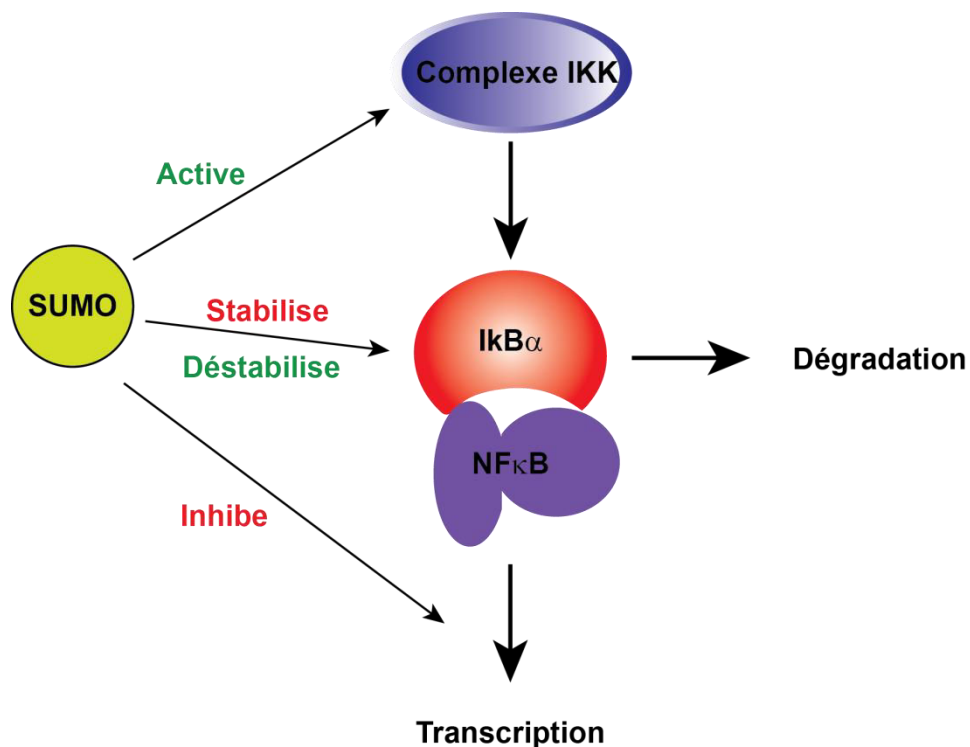 Complexe IKK
Active
SUMO
Stabilise
Déstabilise
IkBα
Dégradation
NFκB
Inhibe
Transcription